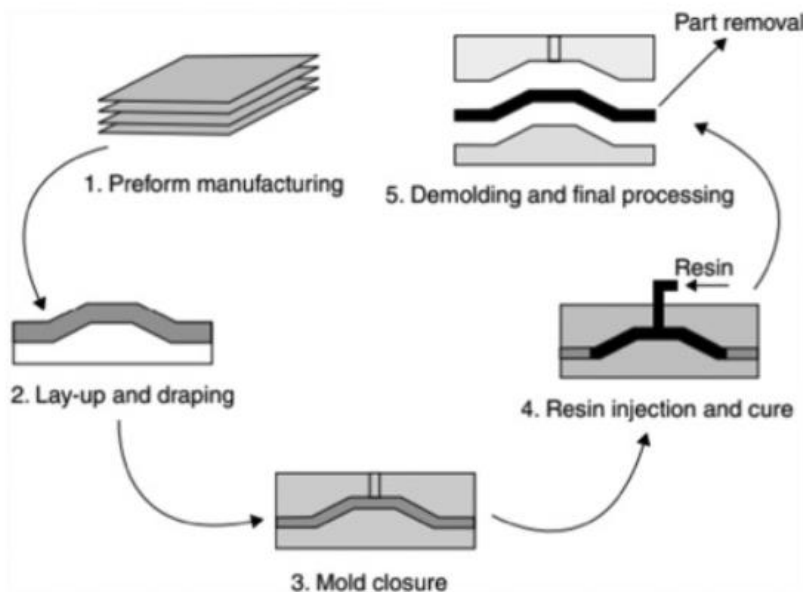 1. Preform manufacturing
2. Lay-up and draping
3. Mold closure
Resin
4. Resin injection and cure
Part removal
5. Demolding and final processing